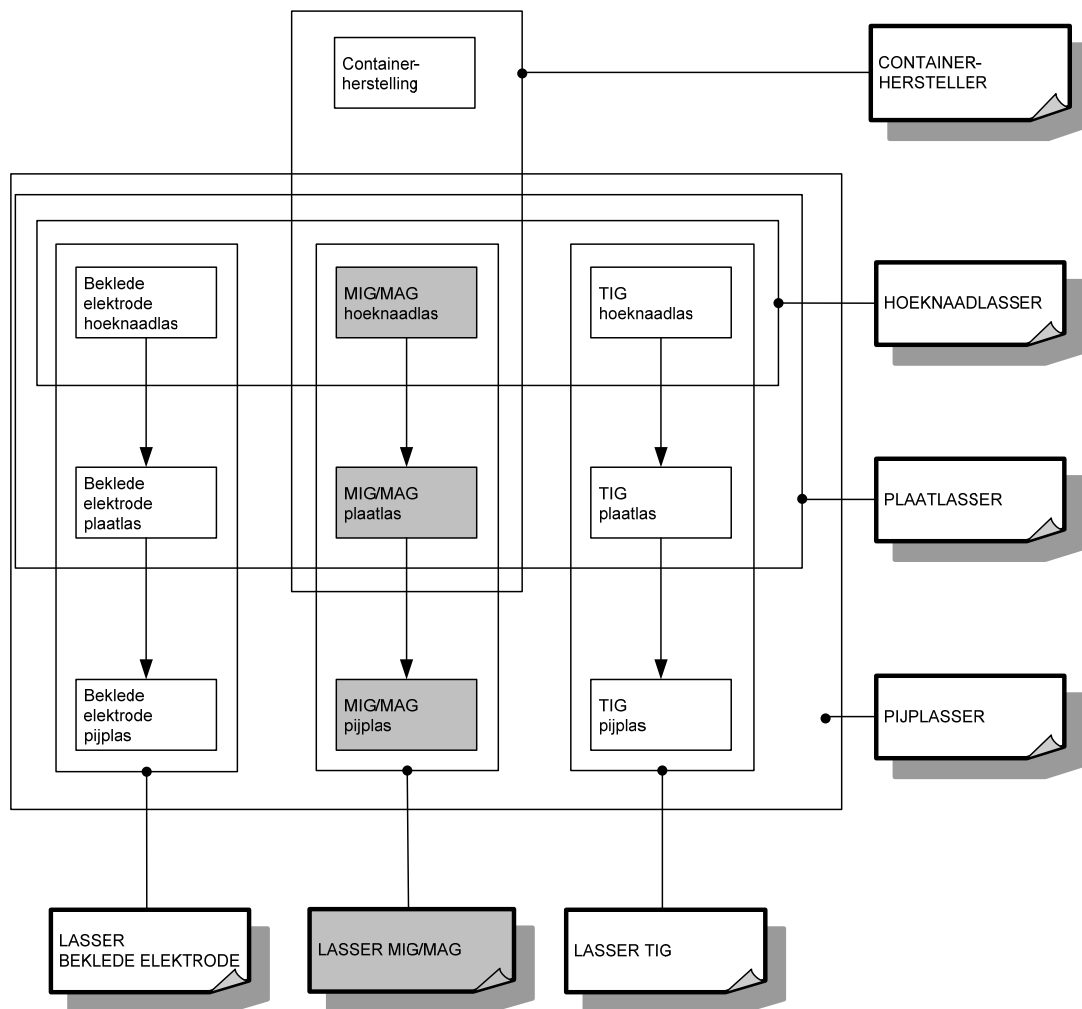 Container-
herstelling
CONTAINER-
HERSTELLER
Beklede
elektrode
hoeknaadlas
MIG/MAG
hoeknaadlas
TIG
hoeknaadlas
HOEKNAADLASSER
Beklede
elektrode
plaatlas
MIG/MAG
plaatlas
TIG
plaatlas
PLAATLASSER
Beklede
elektrode
pijplas
MIG/MAG
pijplas
TIG
pijplas
PIJPLASSER
LASSER
BEKLEDE ELEKTRODE
LASSER MIG/MAG
LASSER TIG